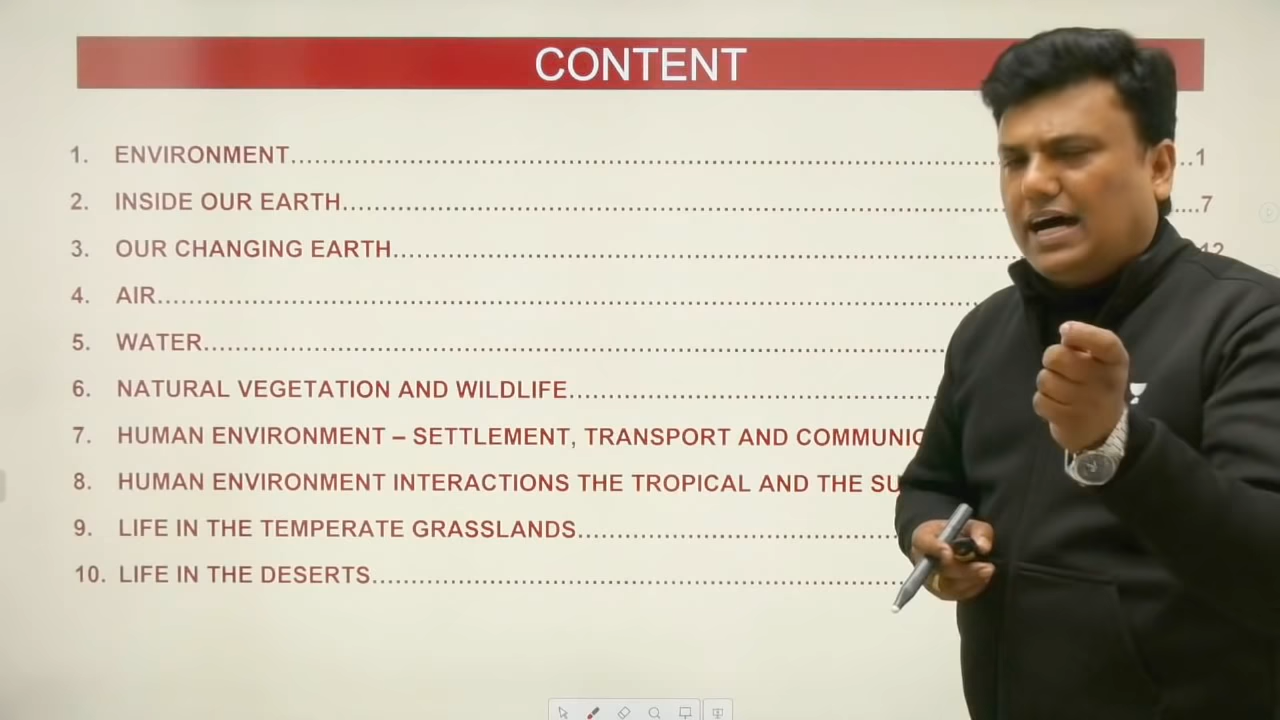 CONTENT
1. ENVIRONMENT..........1
2. INSIDE OUR EARTH..........7
3. OUR CHANGING EARTH..........12
4. AIR..........
5. WATER..........
6. NATURAL VEGETATION AND WILDLIFE..........
7. HUMAN ENVIRONMENT – SETTLEMENT, TRANSPORT AND
8. HUMAN ENVIRONMENT INTERACTIONS THE TROPICAL AND THE
9. LIFE IN THE TEMPERATE GRASSLANDS..........
10. LIFE IN THE DESERTS..........